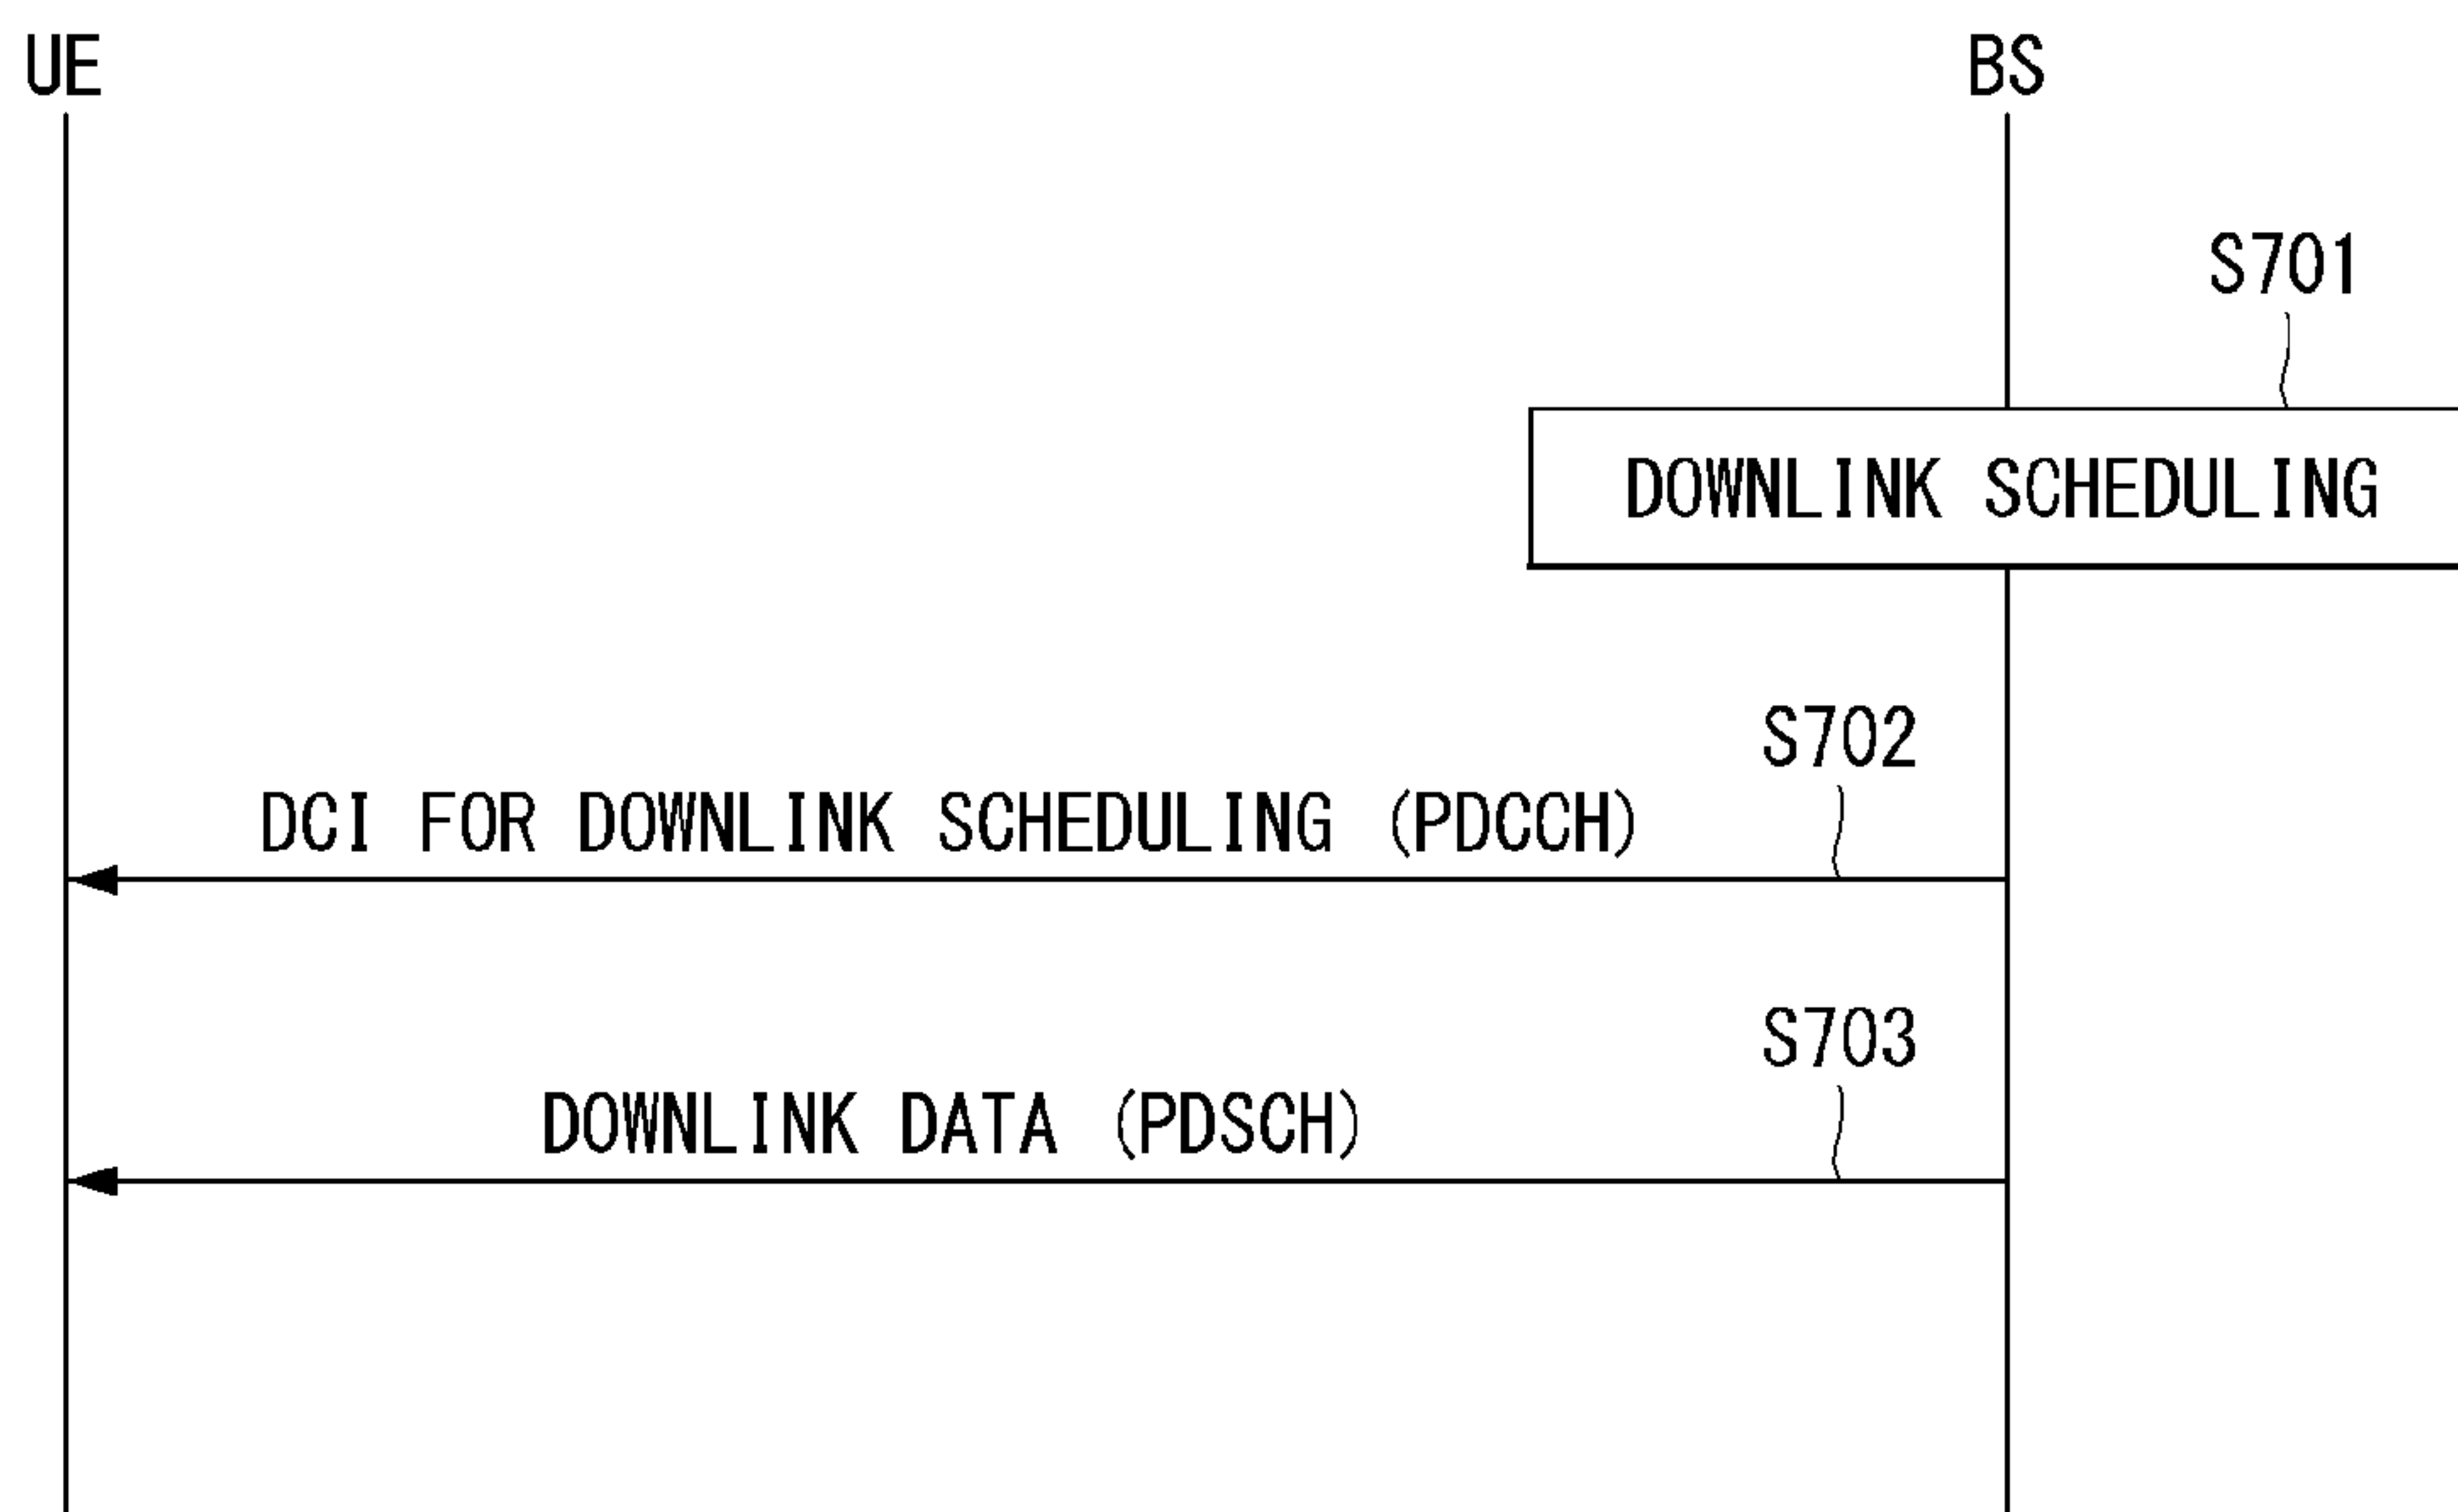 UE
BS
S701
DOWNLINK SCHEDULING
S702
DCI FOR DOWNLINK SCHEDULING (PDCCH)
S703
DOWNLINK DATA (PDSCH)